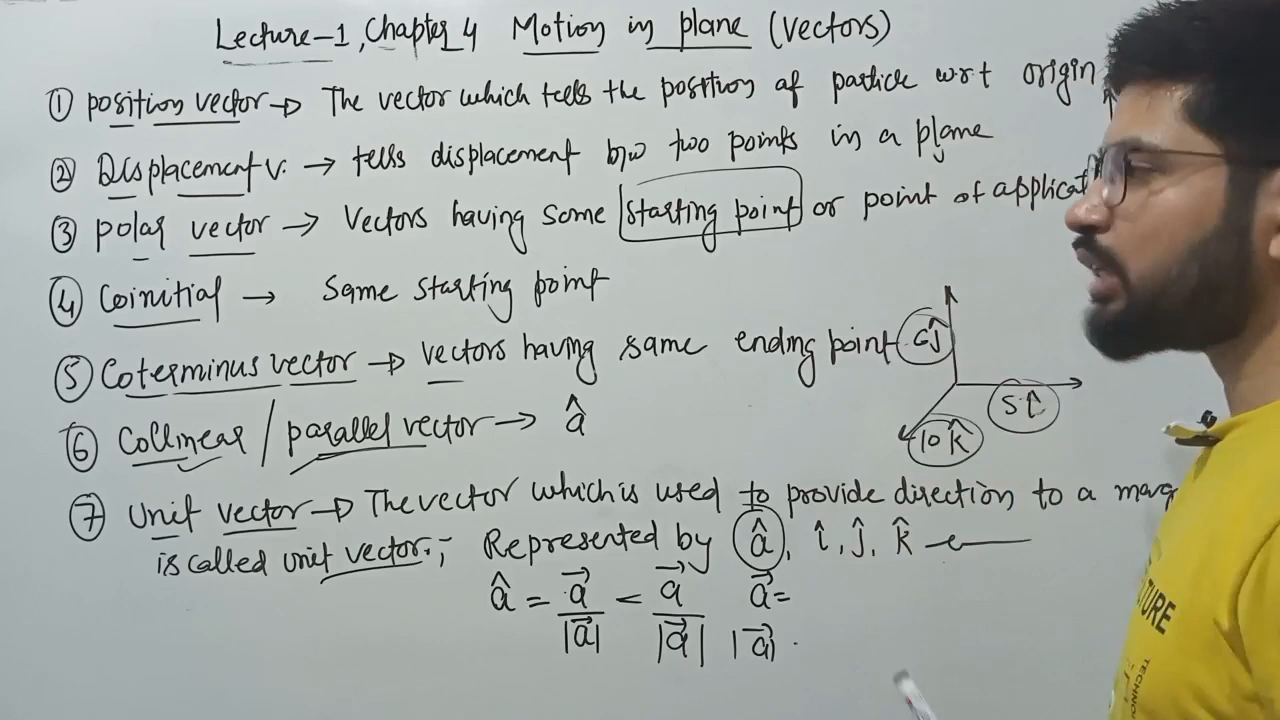 Lecture-1, Chapter 4 Motion in plane (vectors)
① position vector → The vector which tells the position of particle wrt origin
② Displacement v. → tells displacement b/w two points in a plane
③ polar vector → Vectors having some starting point or point of applicat
④ Coinitial → Same starting point
⑤ Coterminus vector → vectors having same ending point
6ĵ
5î
10 k̂
⑥ Collinear / parallel vector → â
⑦ Unit vector → The vector which is used to provide direction to a mag
is called unit vector.; Represented by â, î, ĵ, k̂
â = a⃗ / |a⃗| = a⃗ / |a⃗| a⃗ =
|a⃗|
TURE